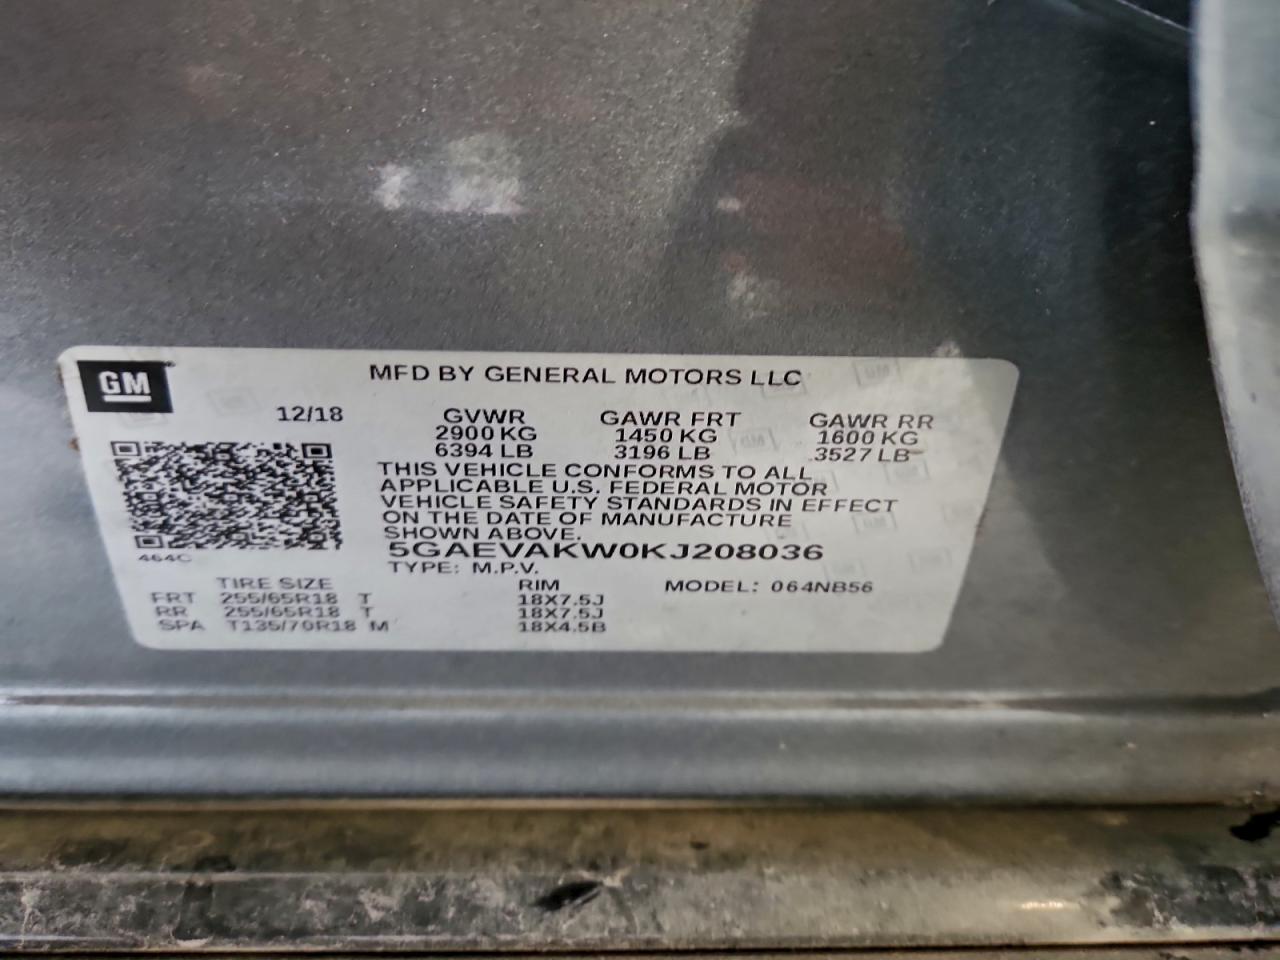 GM
MFD BY GENERAL MOTORS LLC
12/18 GVWR GAWR FRT GAWR RR
2900 KG 1450 KG 1600 KG
6394 LB 3196 LB 3527 LB
THIS VEHICLE CONFORMS TO ALL
APPLICABLE U.S. FEDERAL MOTOR
VEHICLE SAFETY STANDARDS IN EFFECT
ON THE DATE OF MANUFACTURE
SHOWN ABOVE.
464C
5GAEVAKW0KJ208036
TYPE: M.P.V.
TIRE SIZE RIM MODEL: 064NB56
FRT 255/65R18 T 18X7.5J
RR 255/65R18 T 18X7.5J
SPA T135/70R18 M 18X4.5B